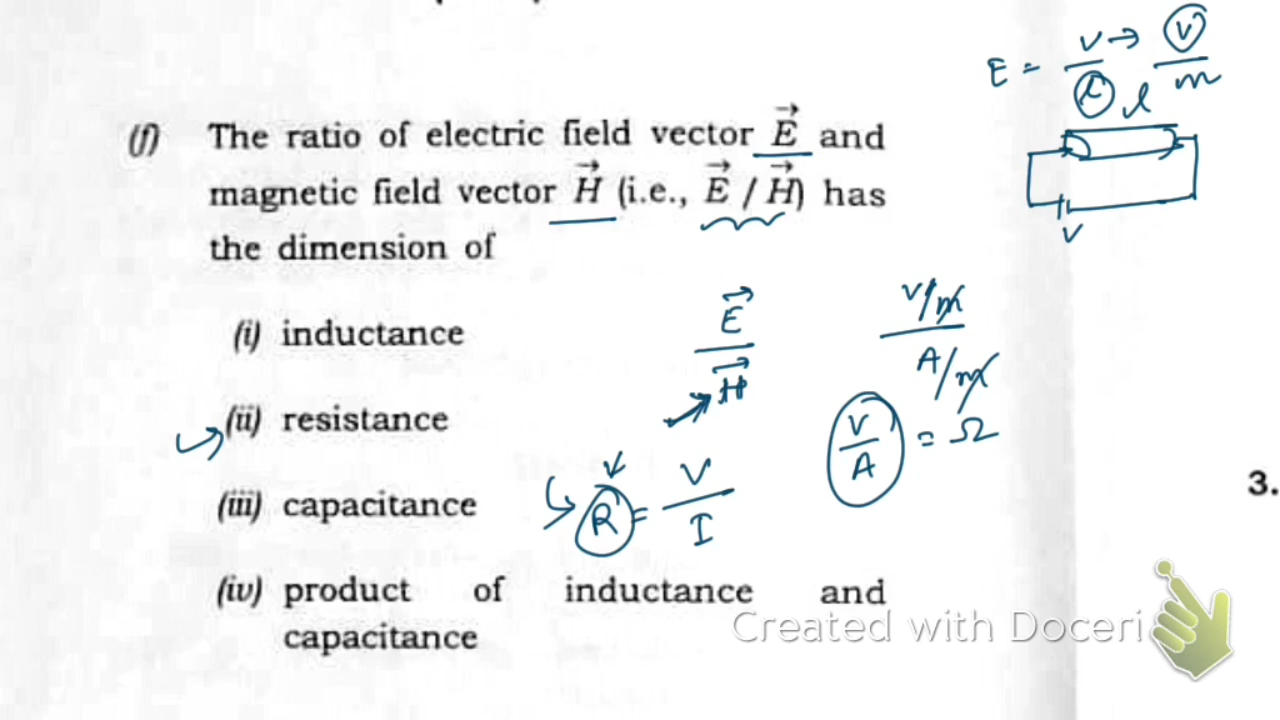 (f) The ratio of electric field vector E⃗ and
magnetic field vector H⃗ (i.e., E⃗ / H⃗) has
the dimension of
(i) inductance
(ii) resistance
(iii) capacitance
(iv) product of inductance and
capacitance
E⃗
H⃗
V/m
A/m
V
A
= Ω
R = V
I
E = V → V
l m
V
3.
Created with Doceri